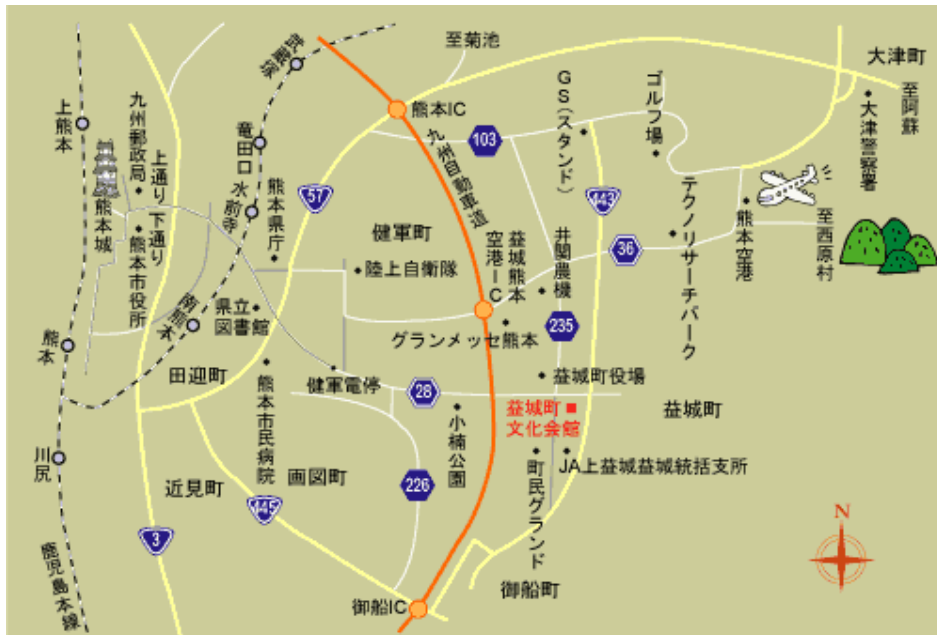 至菊池
大津町
至阿蘇
武蔵塚
熊本IC
GS(スタンド)
ゴルフ場
大津警察署
上熊本
九州郵政局
上通り
竜田口
九州自動車道
103
57
443
水前寺
熊本県庁
テクノリサーチパーク
熊本城
下通り
熊本市役所
健軍町
益城熊本
空港IC
井関農機
36
熊本空港
至西原村
陸上自衛隊
南熊本
県立
図書館
グランメッセ熊本
235
熊本
田迎町
健軍電停
28
益城町役場
熊本市民病院
小楠公園
益城町
文化会館
益城町
川尻
近見町
画図町
226
町民グランド
JA上益城益城統括支所
445
3
N
鹿児島本線
御船IC
御船町